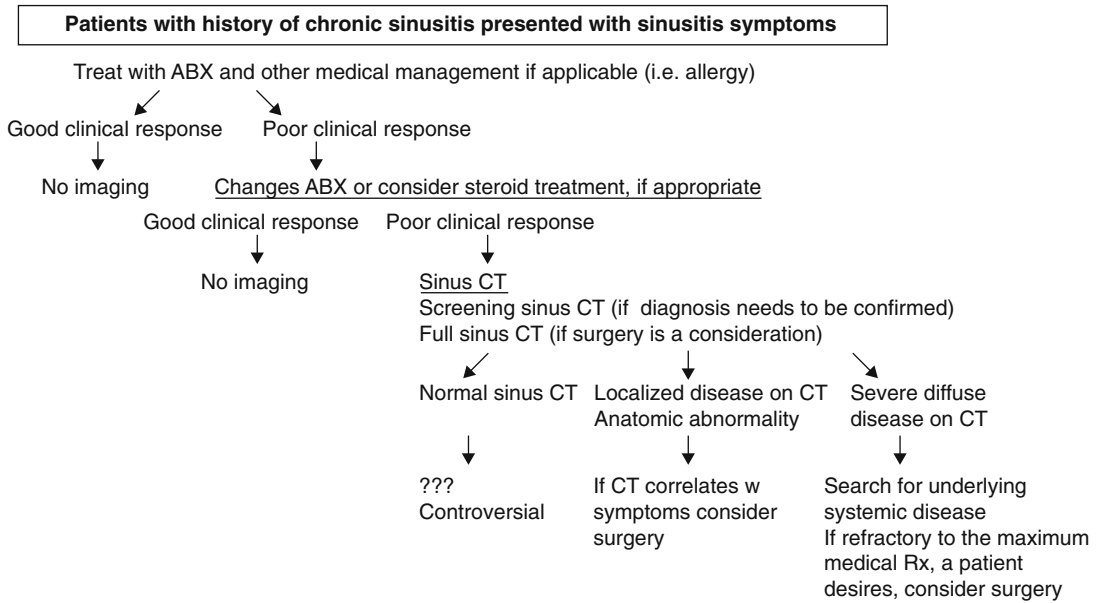 Patients with history of chronic sinusitis presented with sinusitis symptoms
Treat with ABX and other medical management if applicable (i.e. allergy)
Good clinical response
Poor clinical response
No imaging
Changes ABX or consider steroid treatment, if appropriate
Good clinical response
Poor clinical response
No imaging
Sinus CT
Screening sinus CT (if diagnosis needs to be confirmed)
Full sinus CT (if surgery is a consideration)
Normal sinus CT
Localized disease on CT
Anatomic abnormality
Severe diffuse
disease on CT
???
Controversial
If CT correlates w
symptoms consider
surgery
Search for underlying
systemic disease
If refractory to the maximum
medical Rx, a patient
desires, consider surgery